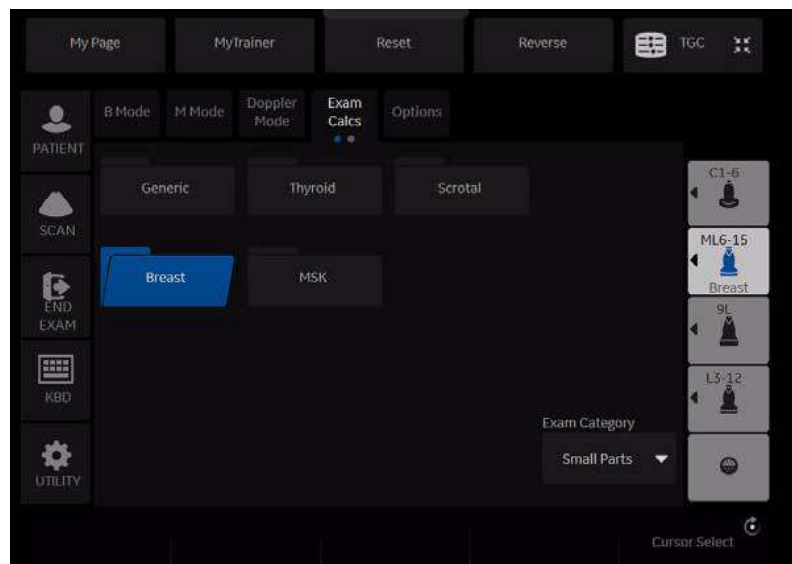 My Page
MyTrainer
Reset
Reverse
TGC
PATIENT
B Mode
M Mode
Doppler
Mode
Exam
Calcs
Options
Generic
Thyroid
Scrotal
C1-6
SCAN
ML6-15
Breast
Breast
MSK
END
EXAM
9L
KBD
L3-12
Exam Category
Small Parts
UTILITY
Cursor Select